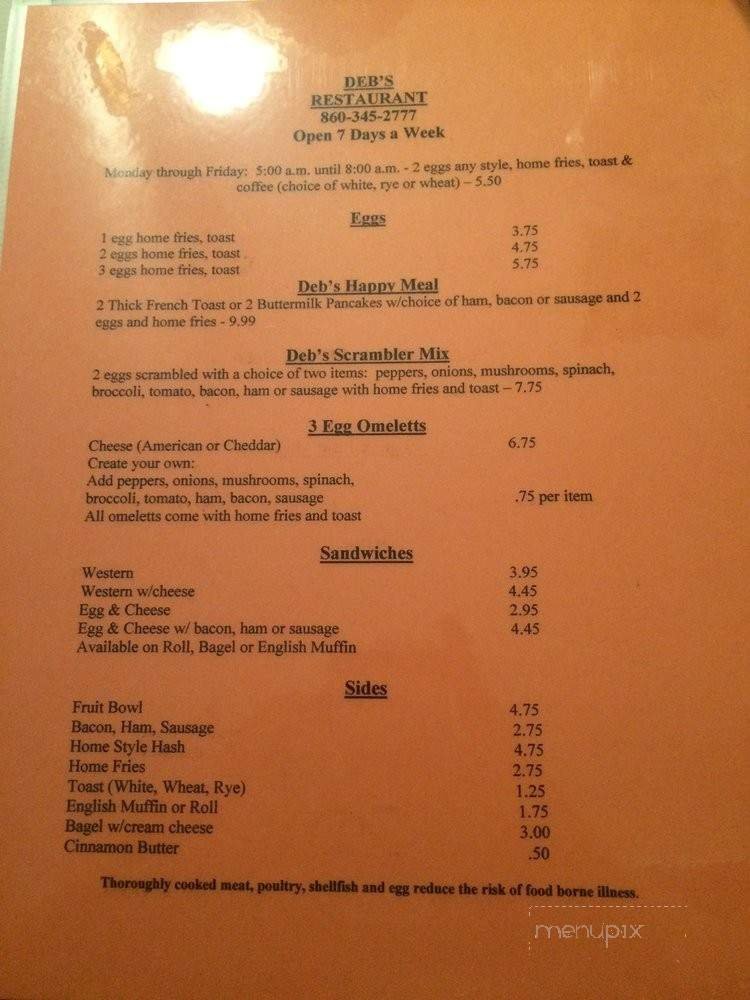 DEB'S
RESTAURANT
860-345-2777
Open 7 Days a Week
Monday through Friday: 5:00 a.m. until 8:00 a.m. - 2 eggs any style, home fries, toast &
coffee (choice of white, rye or wheat) – 5.50
Eggs
1 egg home fries, toast 3.75
2 eggs home fries, toast 4.75
3 eggs home fries, toast 5.75
Deb's Happy Meal
2 Thick French Toast or 2 Buttermilk Pancakes w/choice of ham, bacon or sausage and 2
eggs and home fries - 9.99
Deb's Scrambler Mix
2 eggs scrambled with a choice of two items: peppers, onions, mushrooms, spinach,
broccoli, tomato, bacon, ham or sausage with home fries and toast – 7.75
3 Egg Omeletts
Cheese (American or Cheddar) 6.75
Create your own:
Add peppers, onions, mushrooms, spinach,
broccoli, tomato, ham, bacon, sausage .75 per item
All omeletts come with home fries and toast
Sandwiches
Western 3.95
Western w/cheese 4.45
Egg & Cheese 2.95
Egg & Cheese w/ bacon, ham or sausage 4.45
Available on Roll, Bagel or English Muffin
Sides
Fruit Bowl 4.75
Bacon, Ham, Sausage 2.75
Home Style Hash 4.75
Home Fries 2.75
Toast (White, Wheat, Rye) 1.25
English Muffin or Roll 1.75
Bagel w/cream cheese 3.00
Cinnamon Butter .50
Thoroughly cooked meat, poultry, shellfish and egg reduce the risk of food borne illness.
menupix